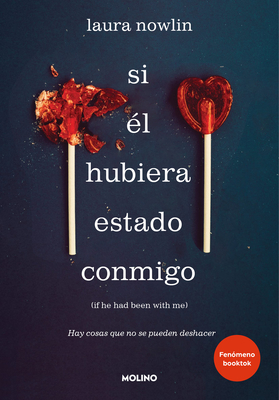 laura nowlin
si
él
hubiera
estado
conmigo
(if he had been with me)
Hay cosas que no se pueden deshacer
Fenómeno
booktok
MOLINO